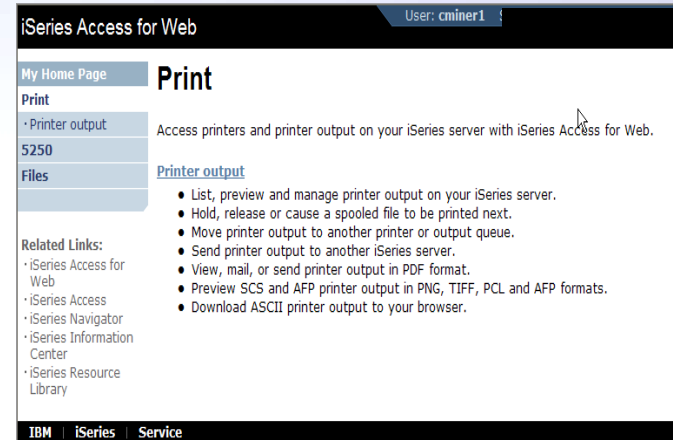 iSeries Access for Web
User: cminer1
My Home Page
Print
• Printer output
5250
Files
Related Links:
• iSeries Access for
Web
• iSeries Access
• iSeries Navigator
• iSeries Information
Center
• iSeries Resource
Library
Print
Access printers and printer output on your iSeries server with iSeries Access for Web.
Printer output
• List, preview and manage printer output on your iSeries server.
• Hold, release or cause a spooled file to be printed next.
• Move printer output to another printer or output queue.
• Send printer output to another iSeries server.
• View, mail, or send printer output in PDF format.
• Preview SCS and AFP printer output in PNG, TIFF, PCL and AFP formats.
• Download ASCII printer output to your browser.
IBM | iSeries | Service